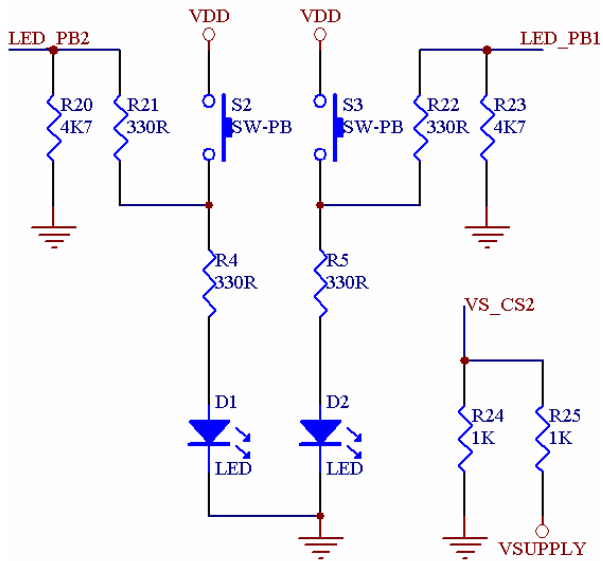 VDD VDD
LED_PB2 LED_PB1
R20 R21 S2 S3 R22 R23
4K7 330R SW-PB SW-PB 330R 4K7
R4 R5
330R 330R
VS_CS2
D1 D2
R24 R25
1K 1K
LED LED
VSUPPLY